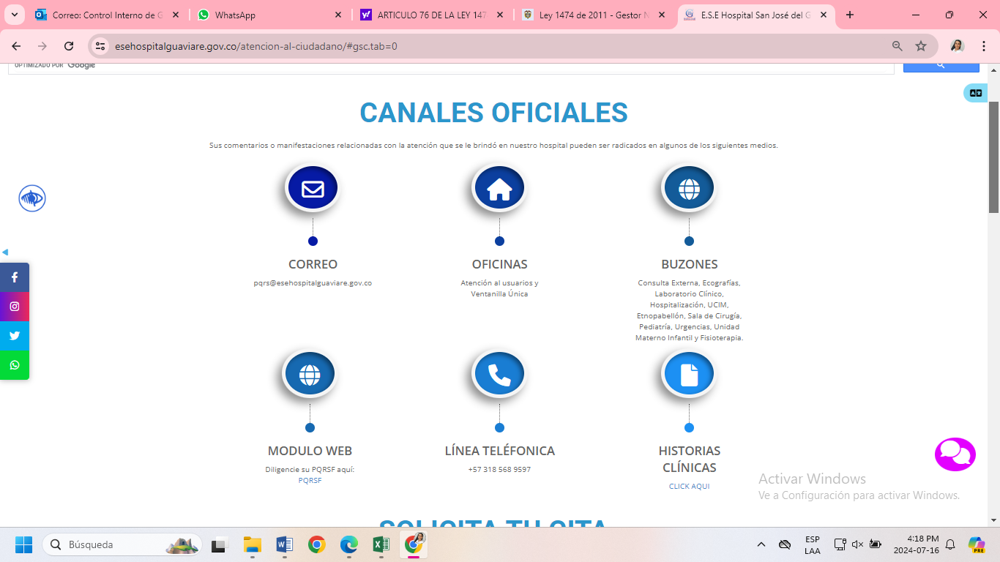 Correo: Control Interno de G
WhatsApp
ARTICULO 76 DE LA LEY 147
Ley 1474 de 2011 - Gestor N
E.S.E Hospital San José del G
esehospitalguaviare.gov.co/atencion-al-ciudadano/#gsc.tab=0
OPTIMIZADO POR Google
CANALES OFICIALES
Sus comentarios o manifestaciones relacionadas con la atención que se le brindó en nuestro hospital pueden ser radicados en algunos de los siguientes medios.
CORREO
pqrs@esehospitalguaviare.gov.co
OFICINAS
Atención al usuarios y
Ventanilla Única
BUZONES
Consulta Externa, Ecografías,
Laboratorio Clínico,
Hospitalización, UCIM,
Etnopabellón, Sala de Cirugía,
Pediatría, Urgencias, Unidad
Materno Infantil y Fisioterapia.
MODULO WEB
Diligencie su PQRSF aquí:
PQRSF
LÍNEA TELÉFONICA
+57 318 568 9597
HISTORIAS
CLÍNICAS
CLICK AQUI
Activar Windows
Ve a Configuración para activar Windows.
SOLICITA TU CITA
Búsqueda
ESP
LAA
4:18 PM
2024-07-16
PRE